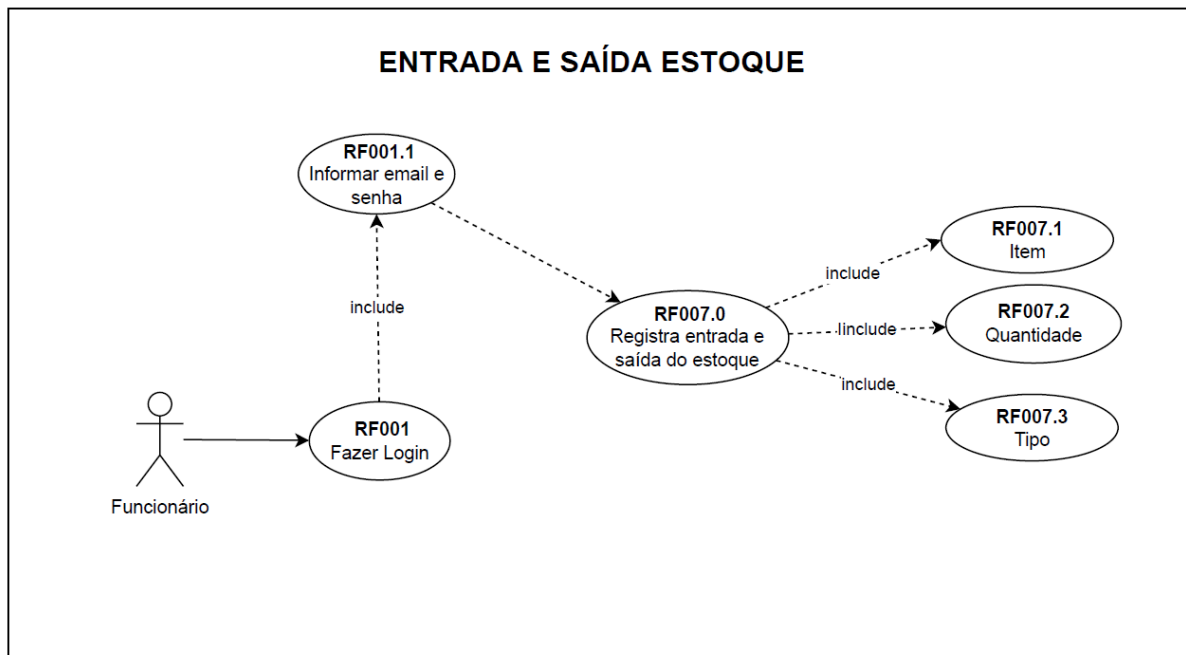 ENTRADA E SAÍDA ESTOQUE
RF001.1
Informar email e
senha
include
RF001
Fazer Login
Funcionário
RF007.0
Registra entrada e
saída do estoque
include
Iinclude
include
RF007.1
Item
RF007.2
Quantidade
RF007.3
Tipo